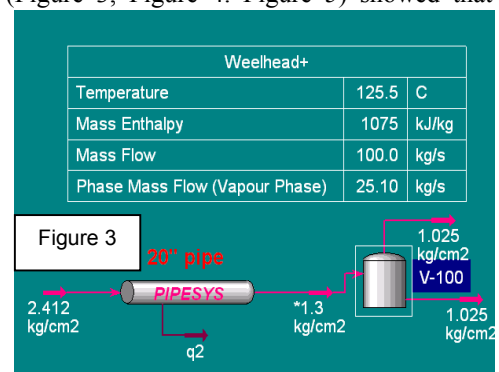 (Figure 3, Figure 4. Figure 5) showed that
Weelhead+
Temperature 125.5 C
Mass Enthalpy 1075 kJ/kg
Mass Flow 100.0 kg/s
Phase Mass Flow (Vapour Phase) 25.10 kg/s
Figure 3
20" pipe
PIPESYS
2.412
kg/cm2
q2
*1.3
kg/cm2
1.025
kg/cm2
V-100
1.025
kg/cm2